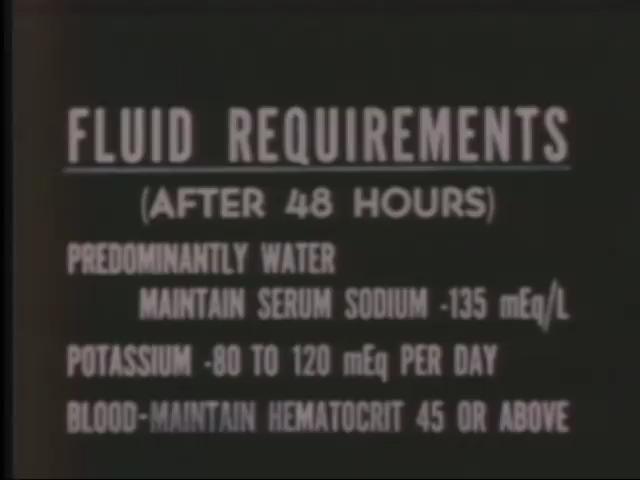 FLUID REQUIREMENTS
(AFTER 48 HOURS)
PREDOMINANTLY WATER
MAINTAIN SERUM SODIUM -135 mEq/L
POTASSIUM -80 TO 120 mEq PER DAY
BLOOD-MAINTAIN HEMATOCRIT 45 OR ABOVE